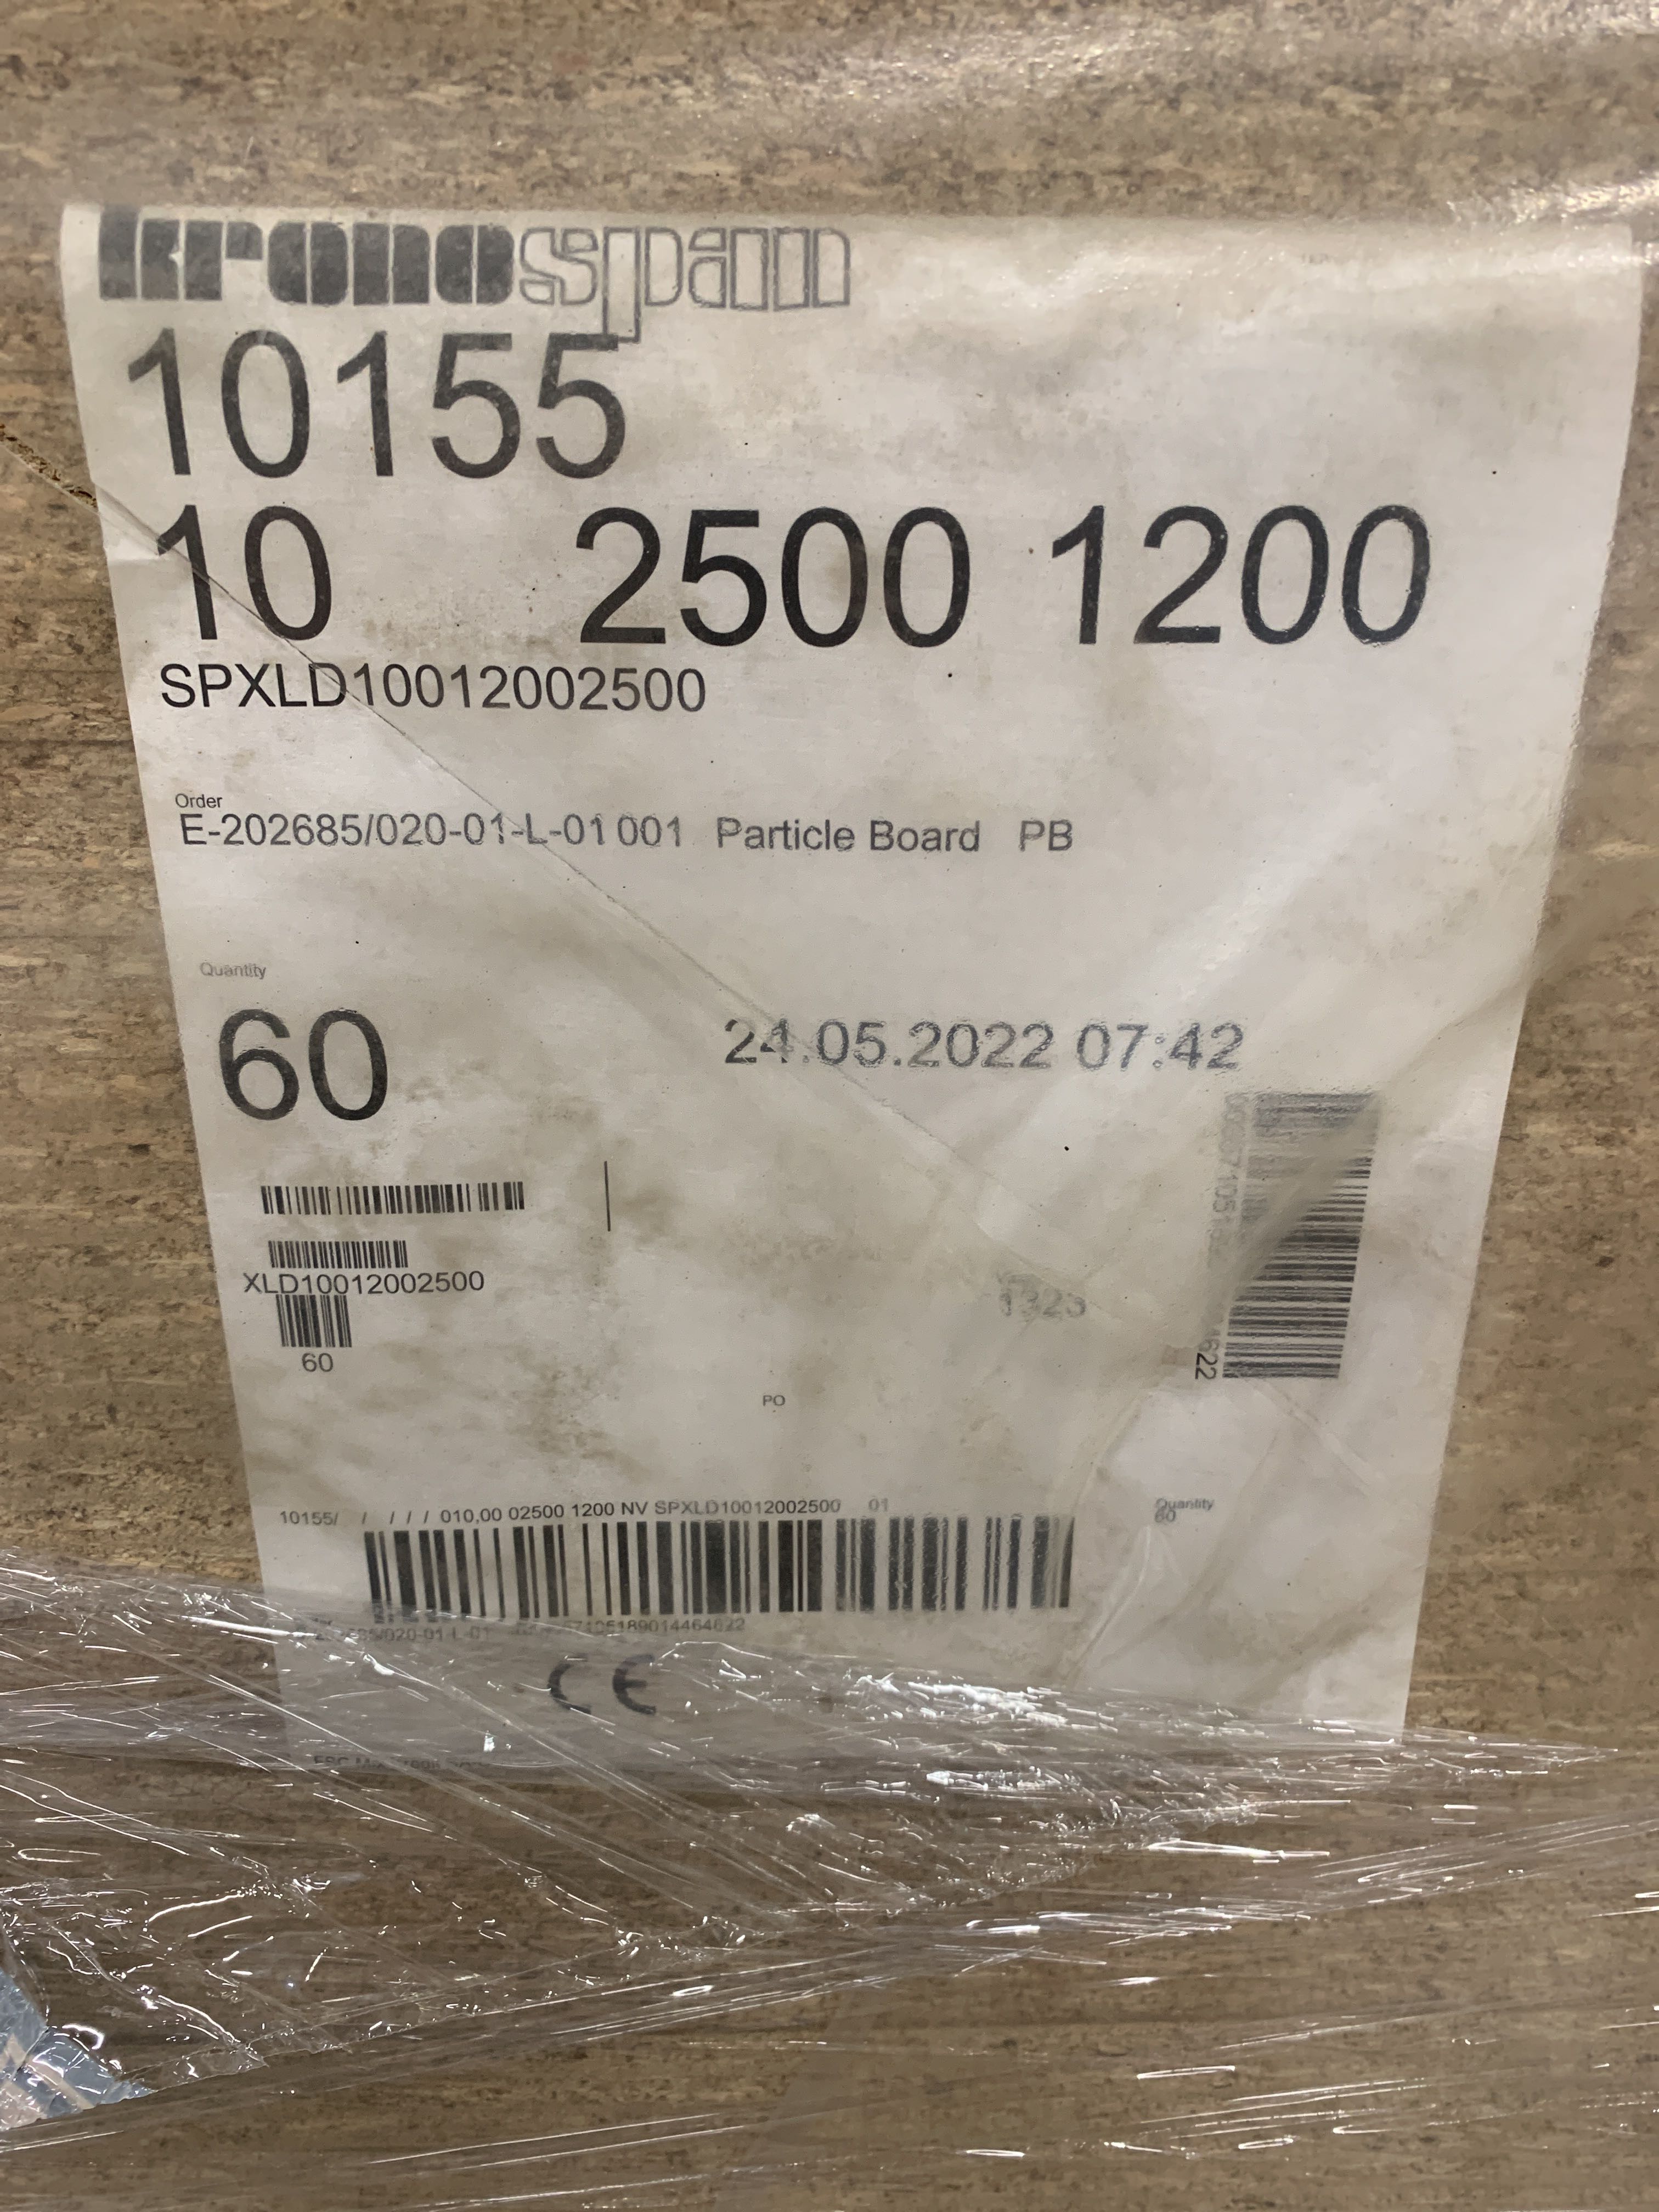 kronospan
10155
10 2500 1200
SPXLD10012002500
Order
E-202685/020-01-L-01 001 Particle Board PB
Quantity
60 24.05.2022 07:42
XLD10012002500
1323
60
PO
10155/ / / / / 010,00 02500 1200 NV SPXLD10012002500 01
Quantity
60
CE